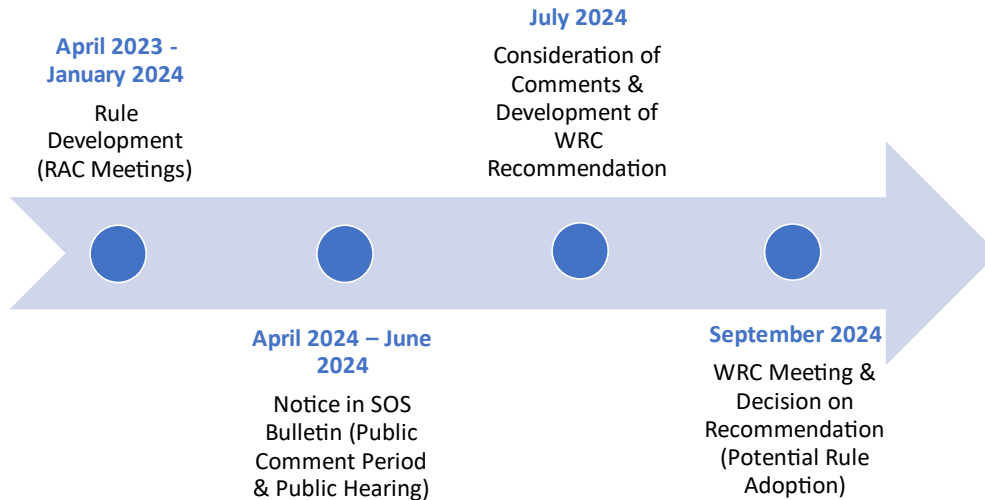 April 2023 -
January 2024
Rule
Development
(RAC Meetings)
April 2024 – June
2024
Notice in SOS
Bulletin (Public
Comment Period
& Public Hearing)
July 2024
Consideration of
Comments &
Development of
WRC
Recommendation
September 2024
WRC Meeting &
Decision on
Recommendation
(Potential Rule
Adoption)